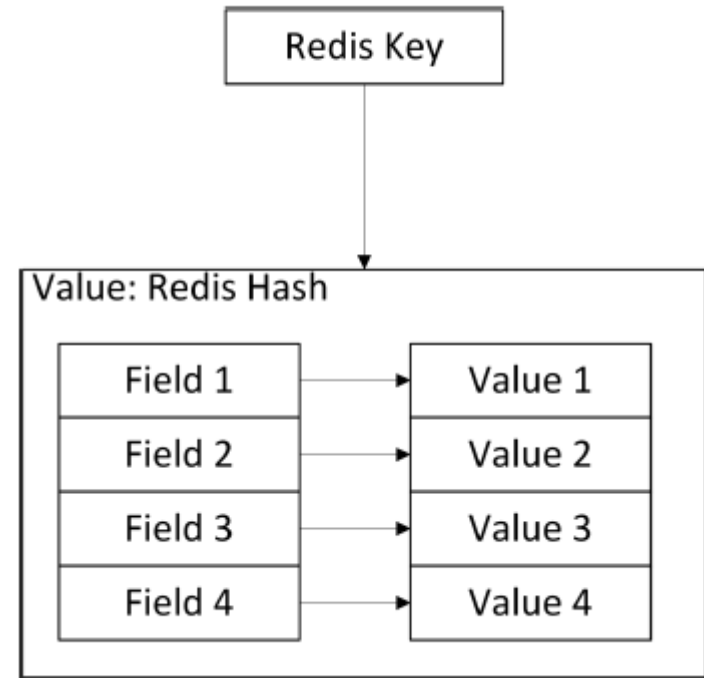 Redis Key
Value: Redis Hash
Field 1 Value 1
Field 2 Value 2
Field 3 Value 3
Field 4 Value 4